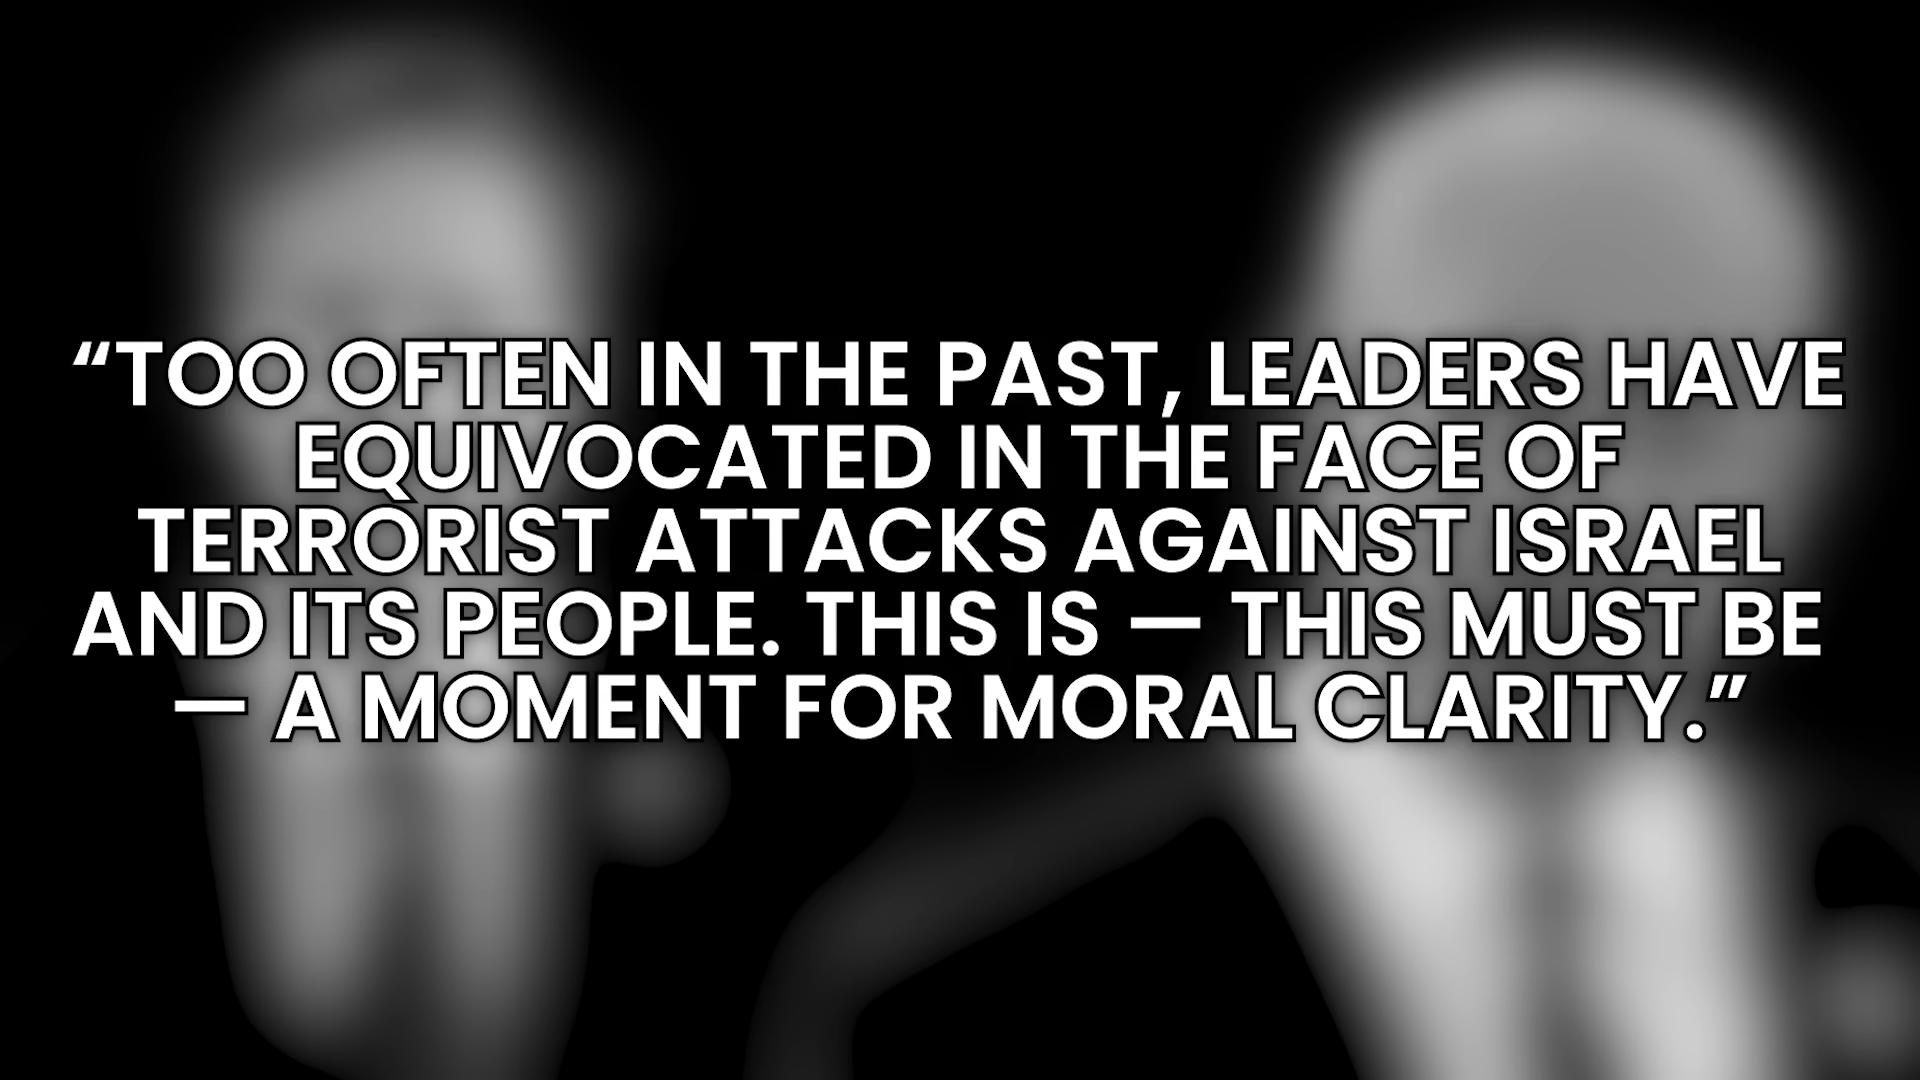 “TOO OFTEN IN THE PAST, LEADERS HAVE
EQUIVOCATED IN THE FACE OF
TERRORIST ATTACKS AGAINST ISRAEL
AND ITS PEOPLE. THIS IS — THIS MUST BE
— A MOMENT FOR MORAL CLARITY.”